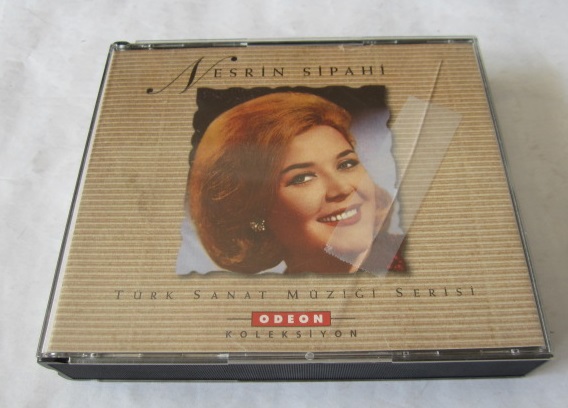 NESRİN SİPAHİ
TÜRK SANAT MÜZİĞİ SERİSİ
ODEON
KOLEKSİYON